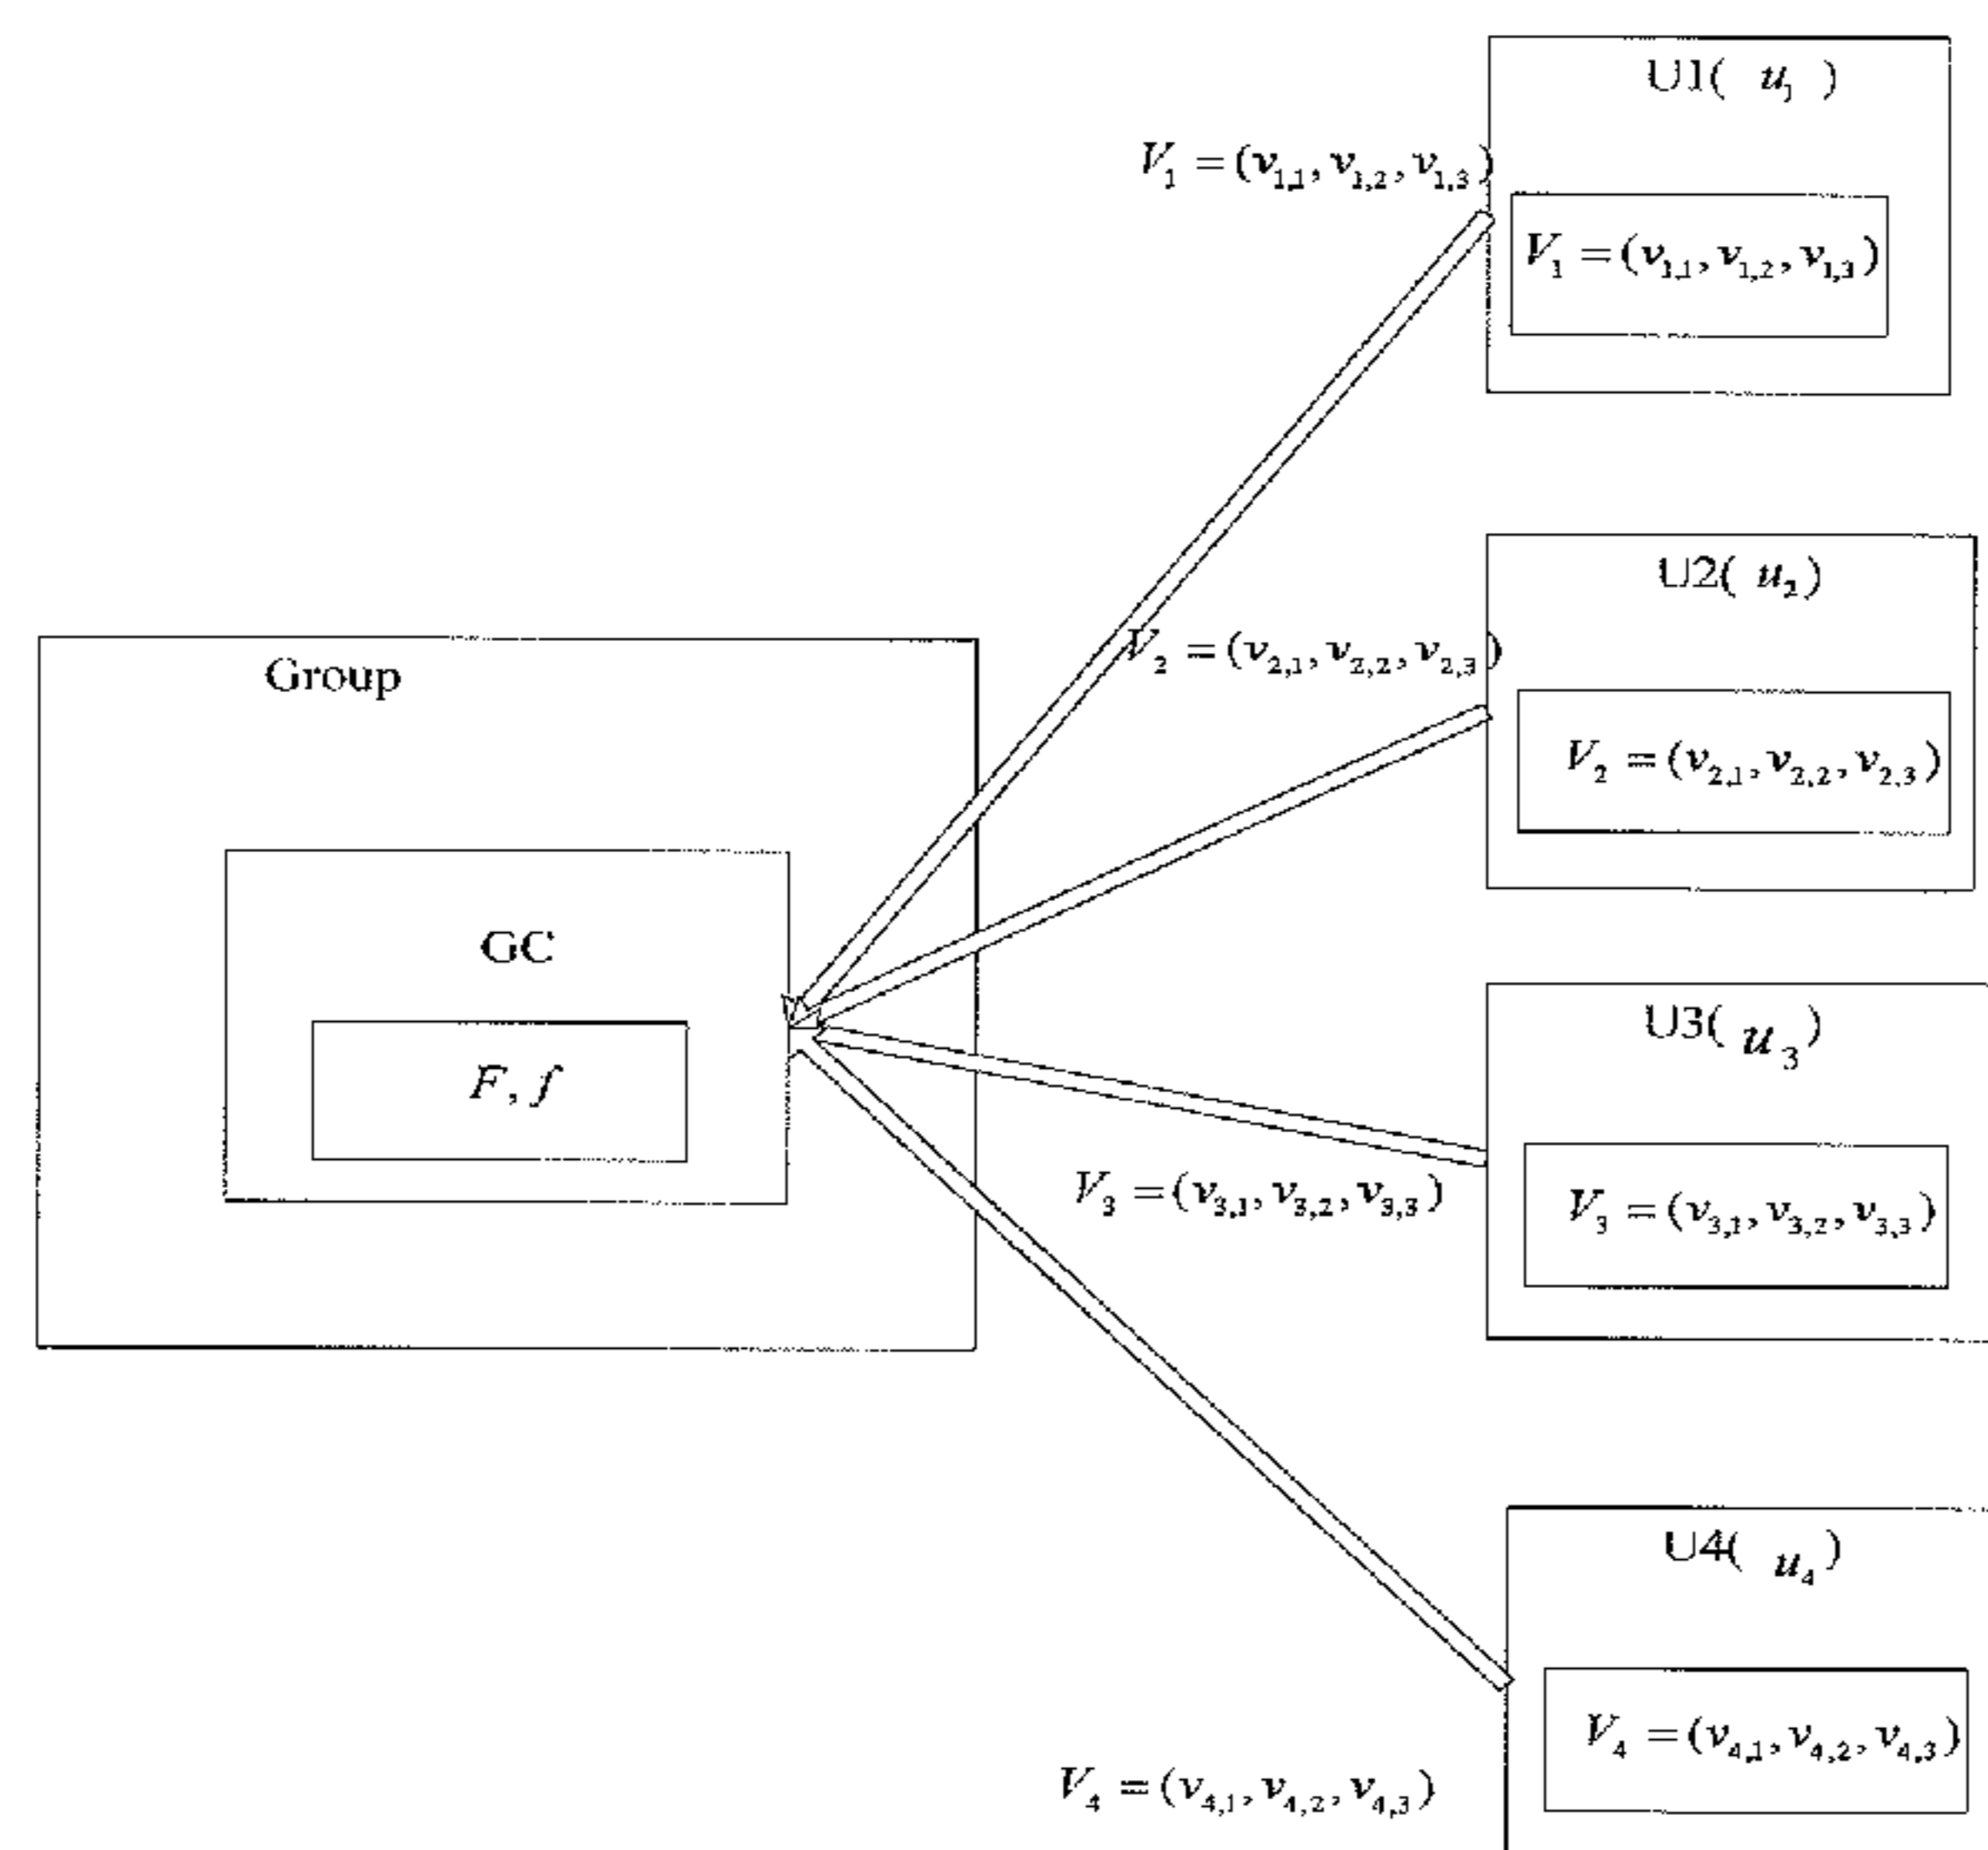 U1( u₁ )
V₁ = (v₁,₁, v₁,₂, v₁,₃)
V₁ = (v₁,₁, v₁,₂, v₁,₃)
U2( u₂)
V₂ = (v₂,₁, v₂,₂, v₂,₃)
Group
V₂ = (v₂,₁, v₂,₂, v₂,₃)
GC
U3( u₃)
F, f
V₃ = (v₃,₁, v₃,₂, v₃,₃)
V₃ = (v₃,₁, v₃,₂, v₃,₃)
U4( u₄)
V₄ = (v₄,₁, v₄,₂, v₄,₃)
V₄ = (v₄,₁, v₄,₂, v₄,₃)